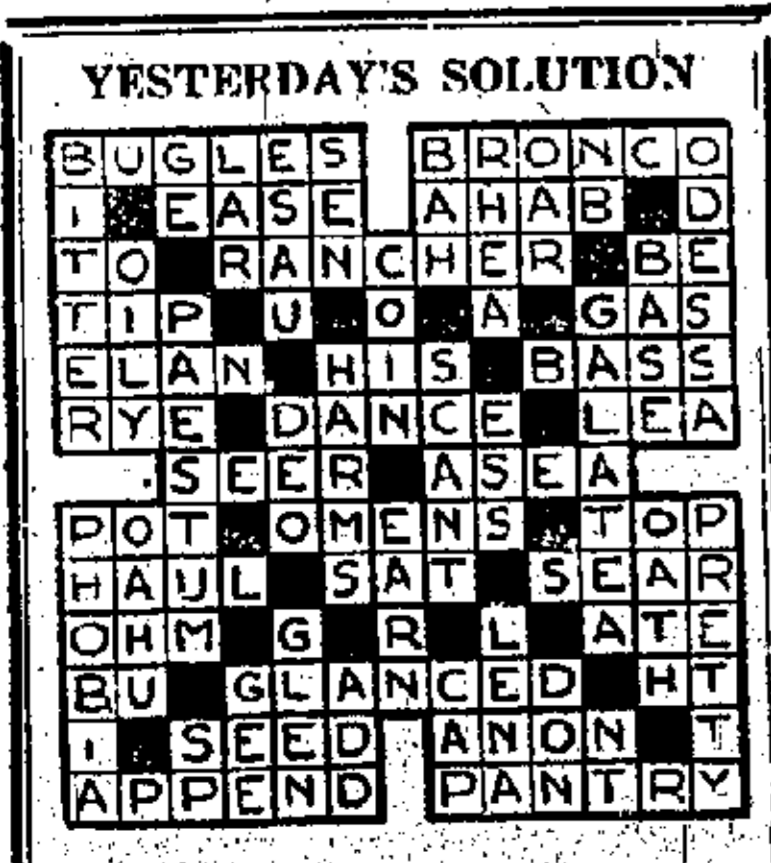 YESTERDAY'S SOLUTION
BUGLES BRONCO
I EASE AHAB D
TO RANCHER BE
TIP U O A GAS
ELAN HIS BASS
RYE DANCE LEA
SEER ASEA
POT OMENS TOP
HAUL SAT SEAR
OHM G R L ATE
BU GLANCED HT
I SEED ANON T
APPEND PANTRY